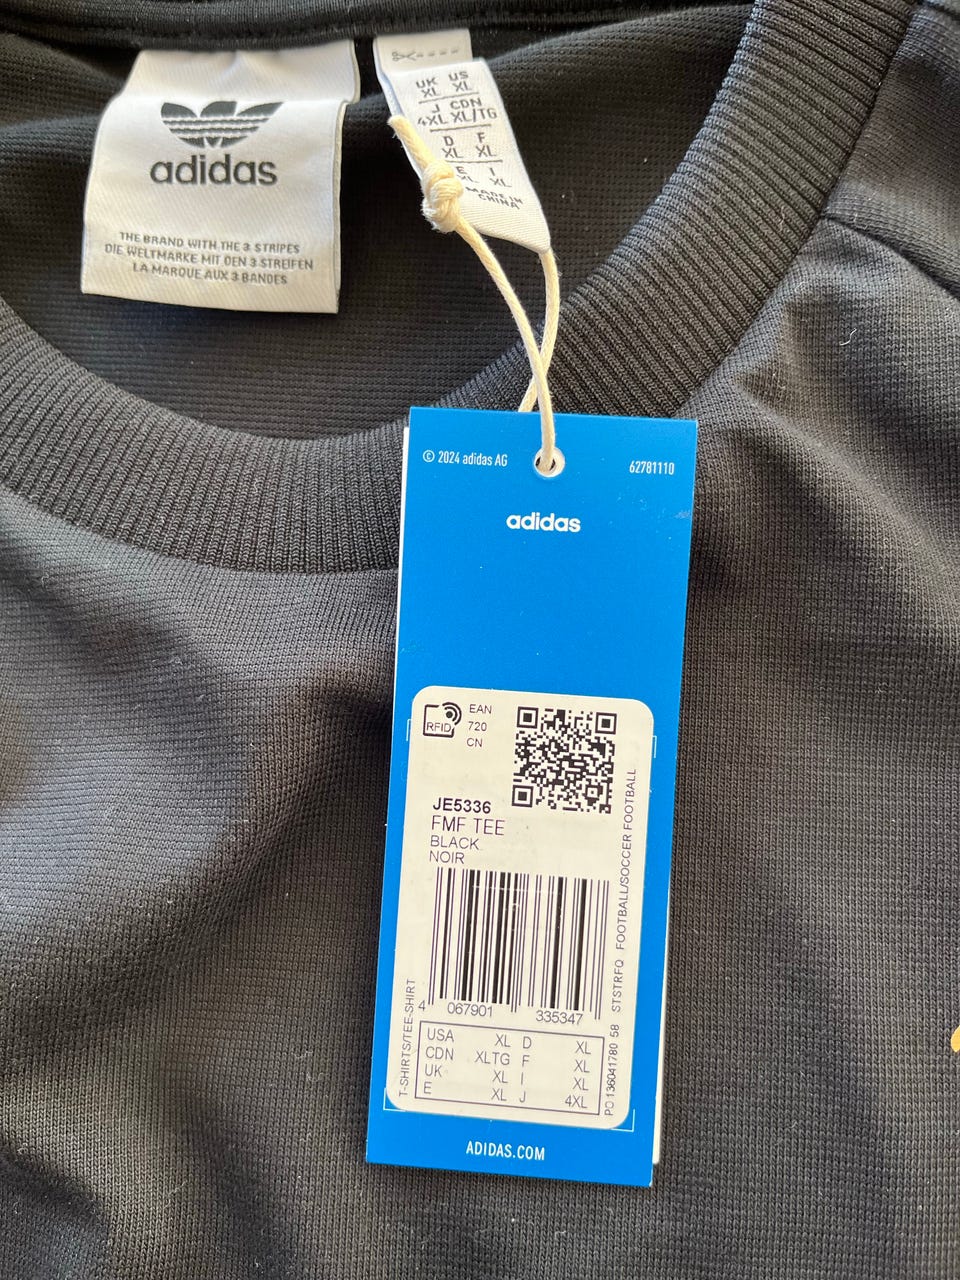 adidas
THE BRAND WITH THE 3 STRIPES
DIE WELTMARKE MIT DEN 3 STREIFEN
LA MARQUE AUX 3 BANDES
UK US
XL XL
J CDN
4XL XL/TG
D F
XL XL
E I
XL XL
MADE IN
CHINA
© 2024 adidas AG
62781110
adidas
RFID
EAN
720
CN
JE5336
FMF TEE
BLACK
NOIR
4 067901 335347
USA XL D XL
CDN XLTG F XL
UK XL I XL
E XL J 4XL
T-SHIRTS/TEE-SHIRT
PO 136041780 58 STSTRFQ FOOTBALL/SOCCER FOOTBALL
ADIDAS.COM